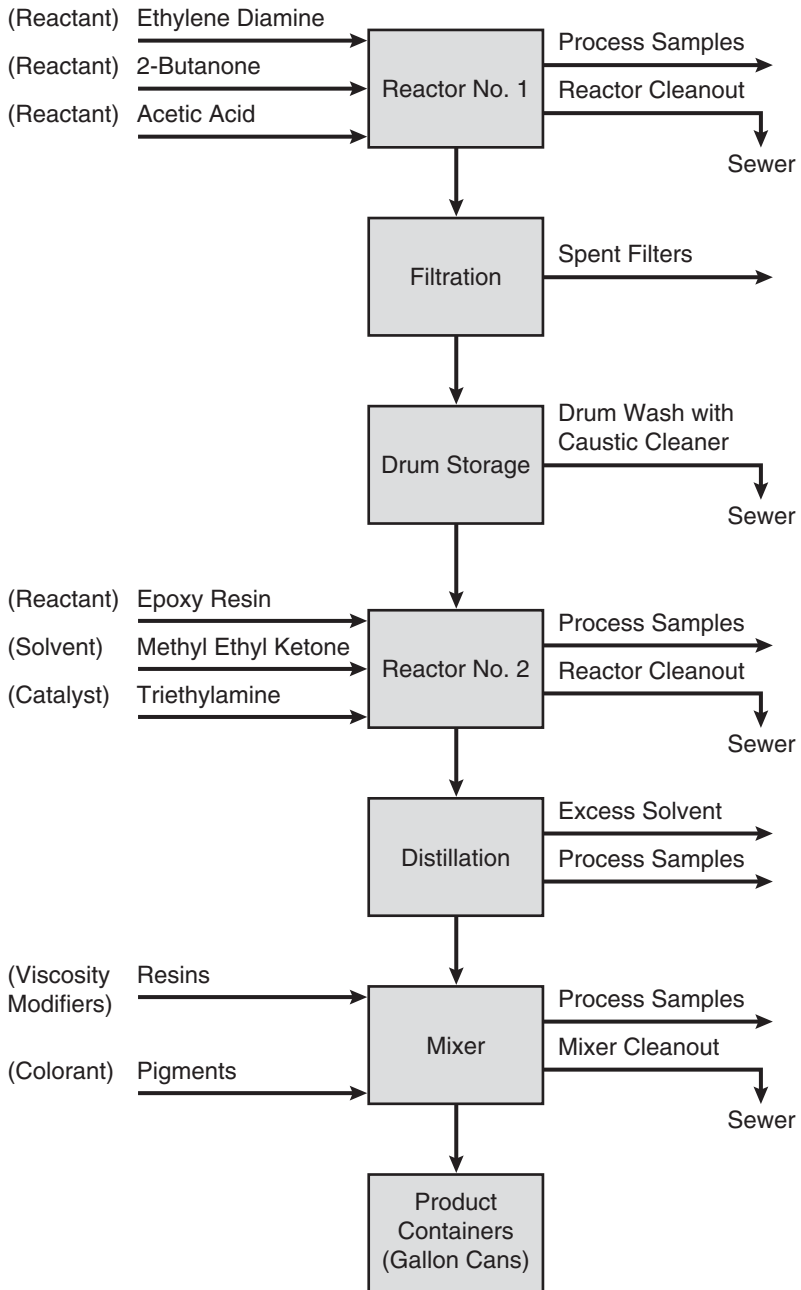 (Reactant) Ethylene Diamine
(Reactant) 2-Butanone
(Reactant) Acetic Acid
Reactor No. 1
Process Samples
Reactor Cleanout
Sewer
Filtration
Spent Filters
Drum Storage
Drum Wash with
Caustic Cleaner
Sewer
(Reactant) Epoxy Resin
(Solvent) Methyl Ethyl Ketone
(Catalyst) Triethylamine
Reactor No. 2
Process Samples
Reactor Cleanout
Sewer
Distillation
Excess Solvent
Process Samples
(Viscosity
Modifiers)
Resins
(Colorant) Pigments
Mixer
Process Samples
Mixer Cleanout
Sewer
Product
Containers
(Gallon Cans)